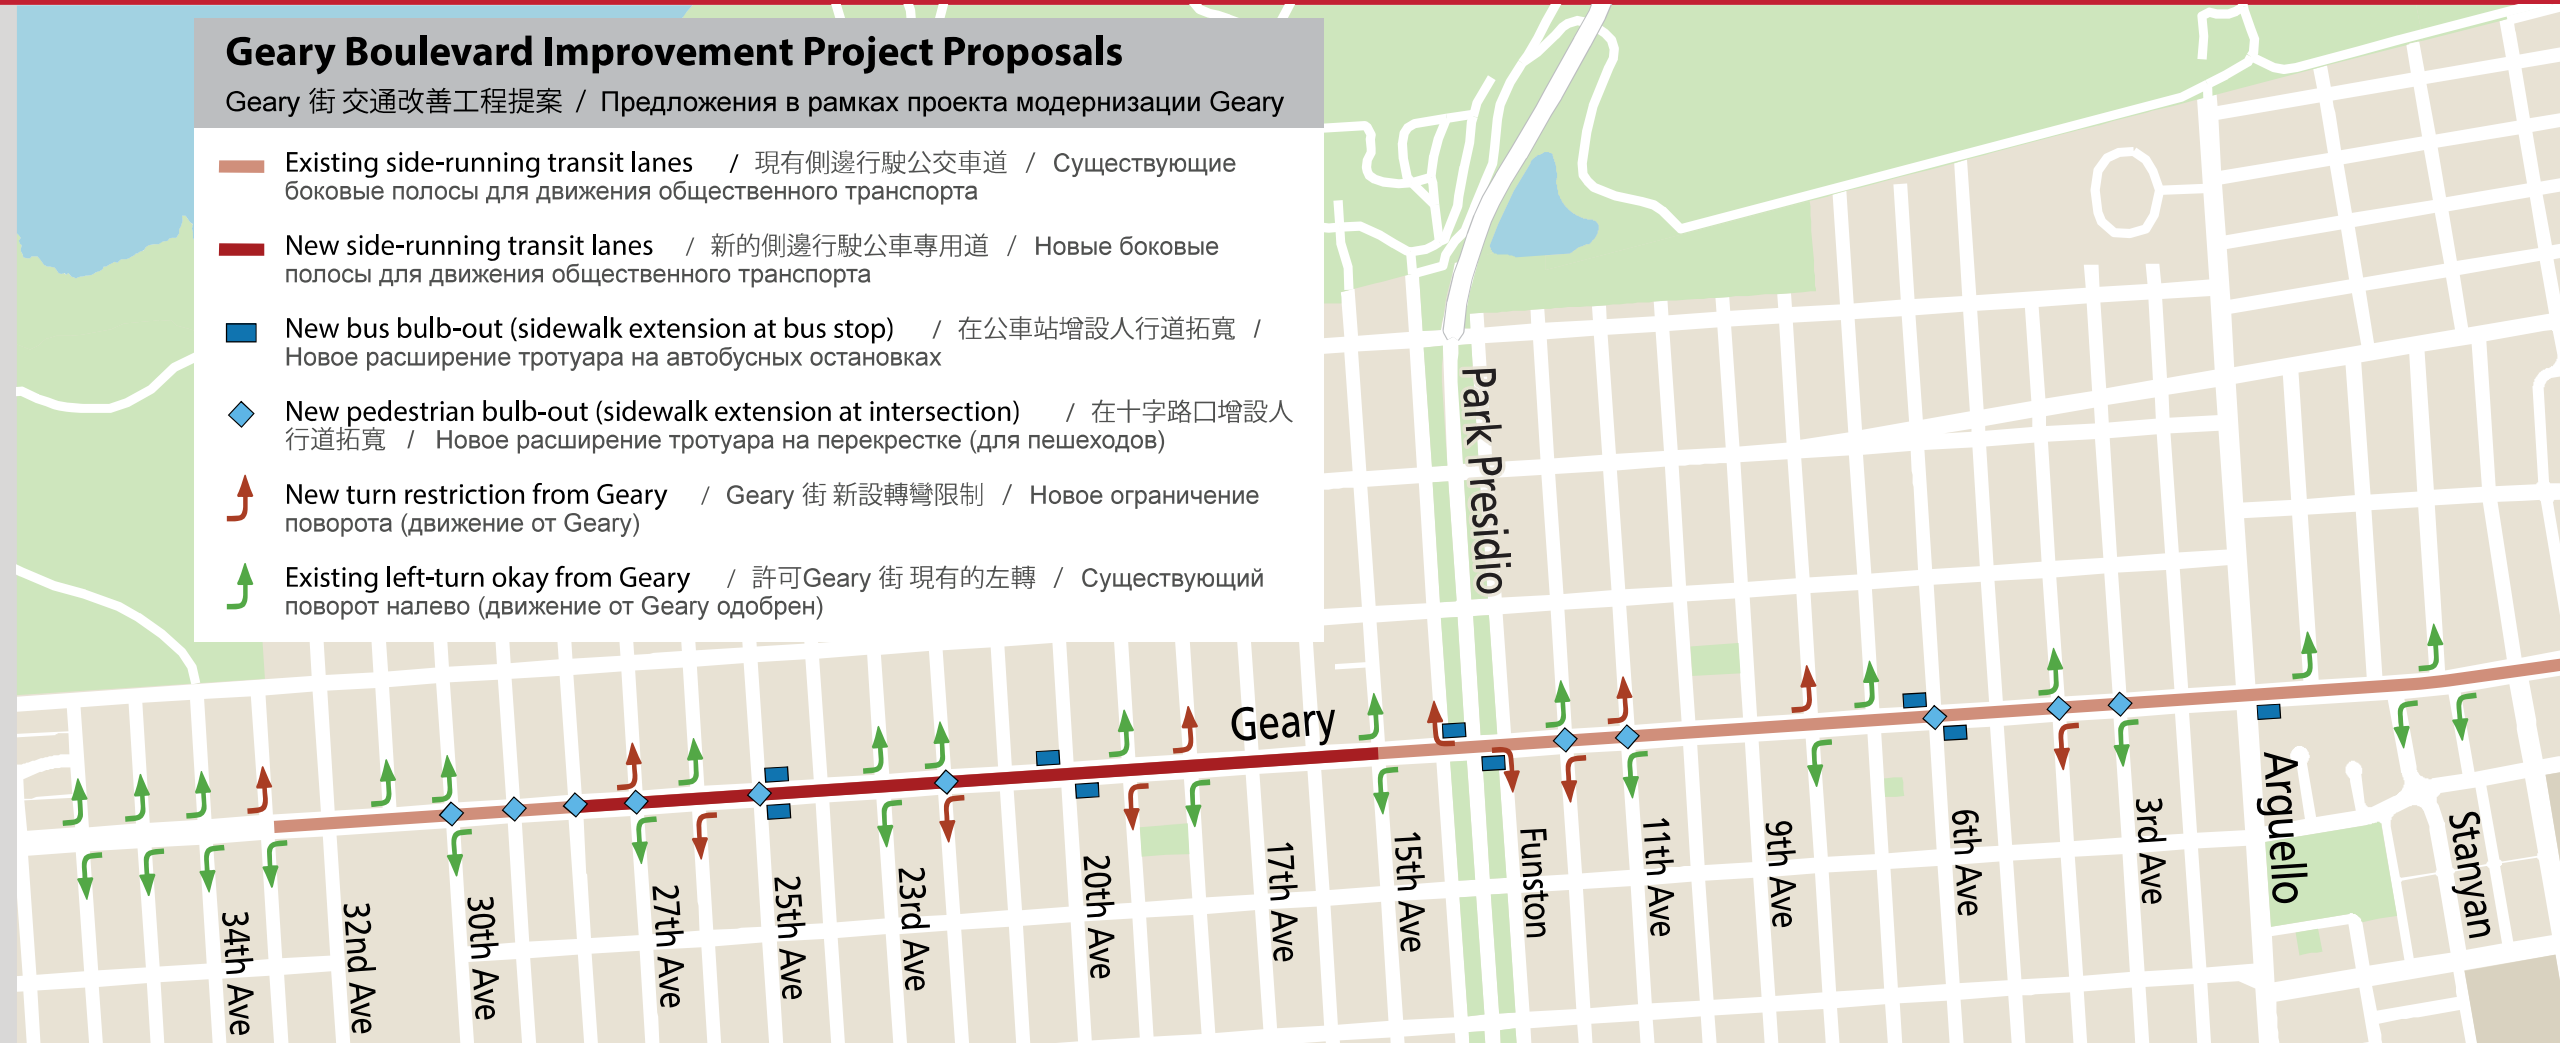 Geary Boulevard Improvement Project Proposals
Geary 街 交通改善工程提案 / Предложения в рамках проекта модернизации Geary
Existing side-running transit lanes / 現有側邊行駛公交車道 / Существующие
боковые полосы для движения общественного транспорта
New side-running transit lanes / 新的側邊行駛公車專用道 / Новые боковые
полосы для движения общественного транспорта
New bus bulb-out (sidewalk extension at bus stop) / 在公車站增設人行道拓寬 /
Новое расширение тротуара на автобусных остановках
New pedestrian bulb-out (sidewalk extension at intersection) / 在十字路口增設人
行道拓寬 / Новое расширение тротуара на перекрестке (для пешеходов)
New turn restriction from Geary / Geary 街 新設轉彎限制 / Новое ограничение
поворота (движение от Geary)
Existing left-turn okay from Geary / 許可Geary 街 現有的左轉 / Существующий
поворот налево (движение от Geary одобрен)
Park Presidio
Geary
34th Ave
32nd Ave
30th Ave
27th Ave
25th Ave
23rd Ave
20th Ave
17th Ave
15th Ave
Funston
11th Ave
9th Ave
6th Ave
3rd Ave
Arguello
Stanyan